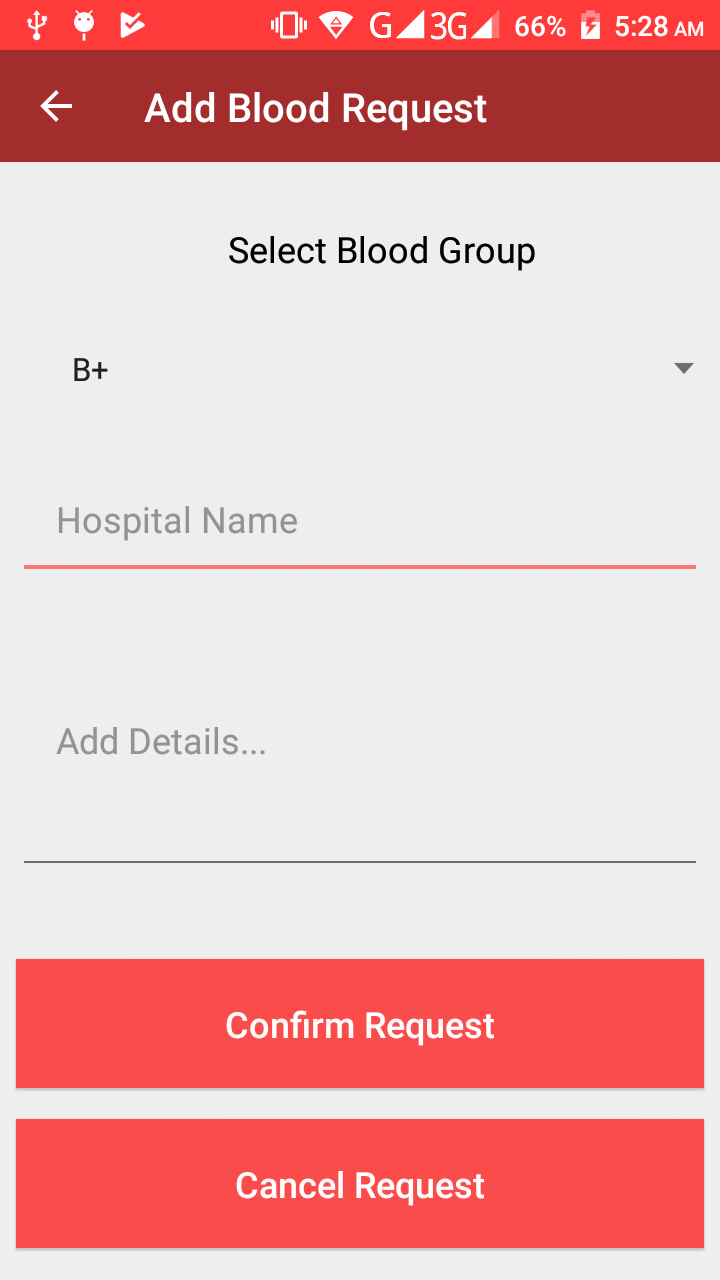 G 3G 66% 5:28 AM
Add Blood Request
Select Blood Group
B+
Hospital Name
Add Details...
Confirm Request
Cancel Request